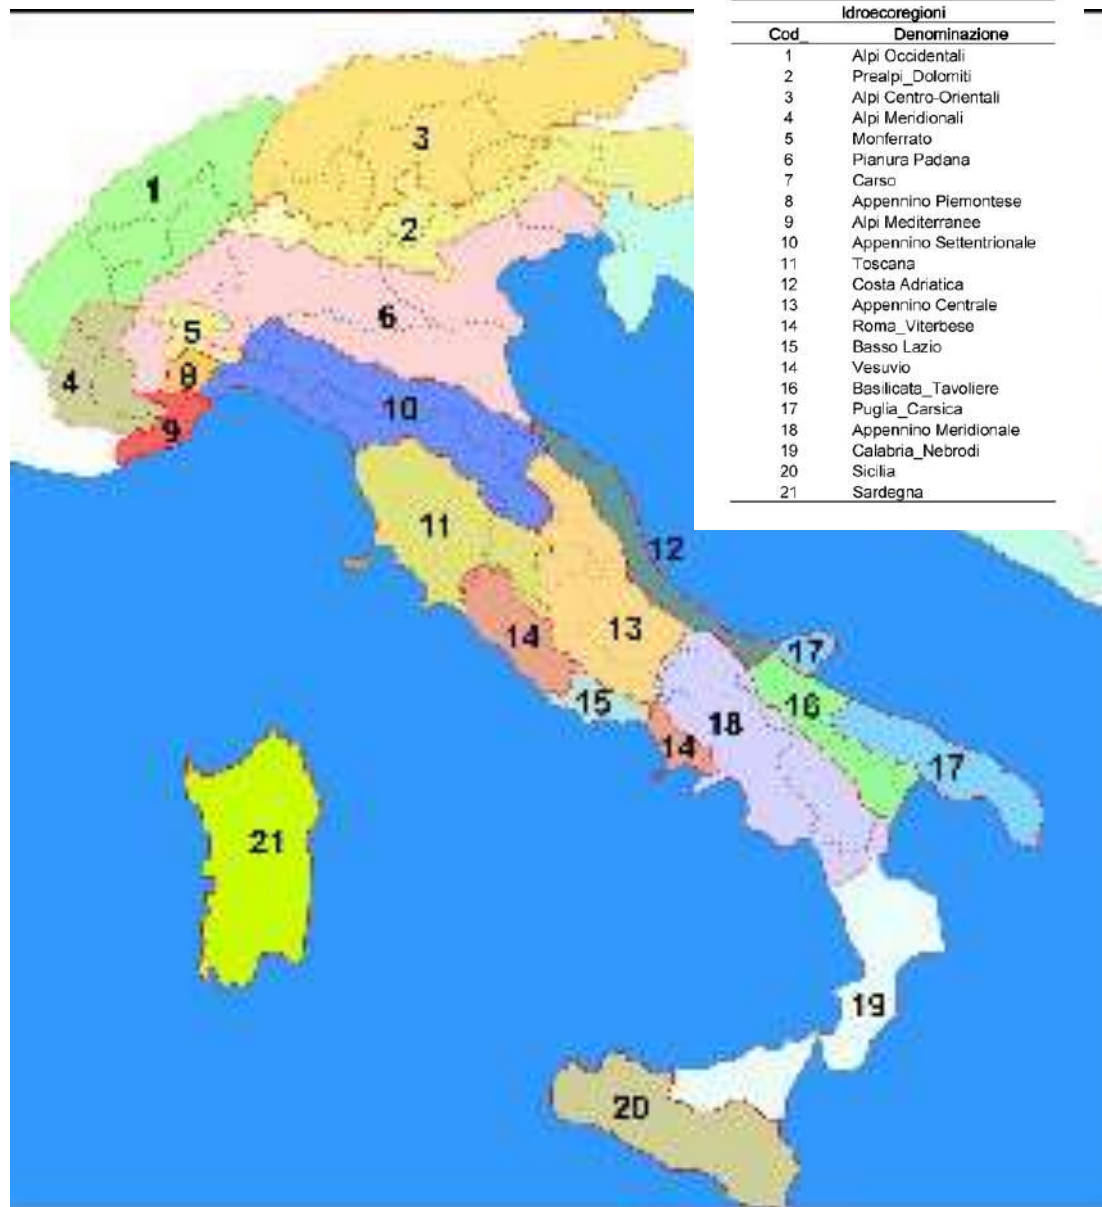 Idroecoregioni
Cod_ Denominazione
1 Alpi Occidentali
2 Prealpi_Dolomiti
3 Alpi Centro-Orientali
4 Alpi Meridionali
5 Monferrato
6 Pianura Padana
7 Carso
8 Appennino Piemontese
9 Alpi Mediterranee
10 Appennino Settentrionale
11 Toscana
12 Costa Adriatica
13 Appennino Centrale
14 Roma_Viterbese
15 Basso Lazio
14 Vesuvio
16 Basilicata_Tavoliere
17 Puglia_Carsica
18 Appennino Meridionale
19 Calabria_Nebrodi
20 Sicilia
21 Sardegna
3
1
2
6
5
8
4
10
9
11
12
14
13
17
15
16
18
14
17
21
19
20